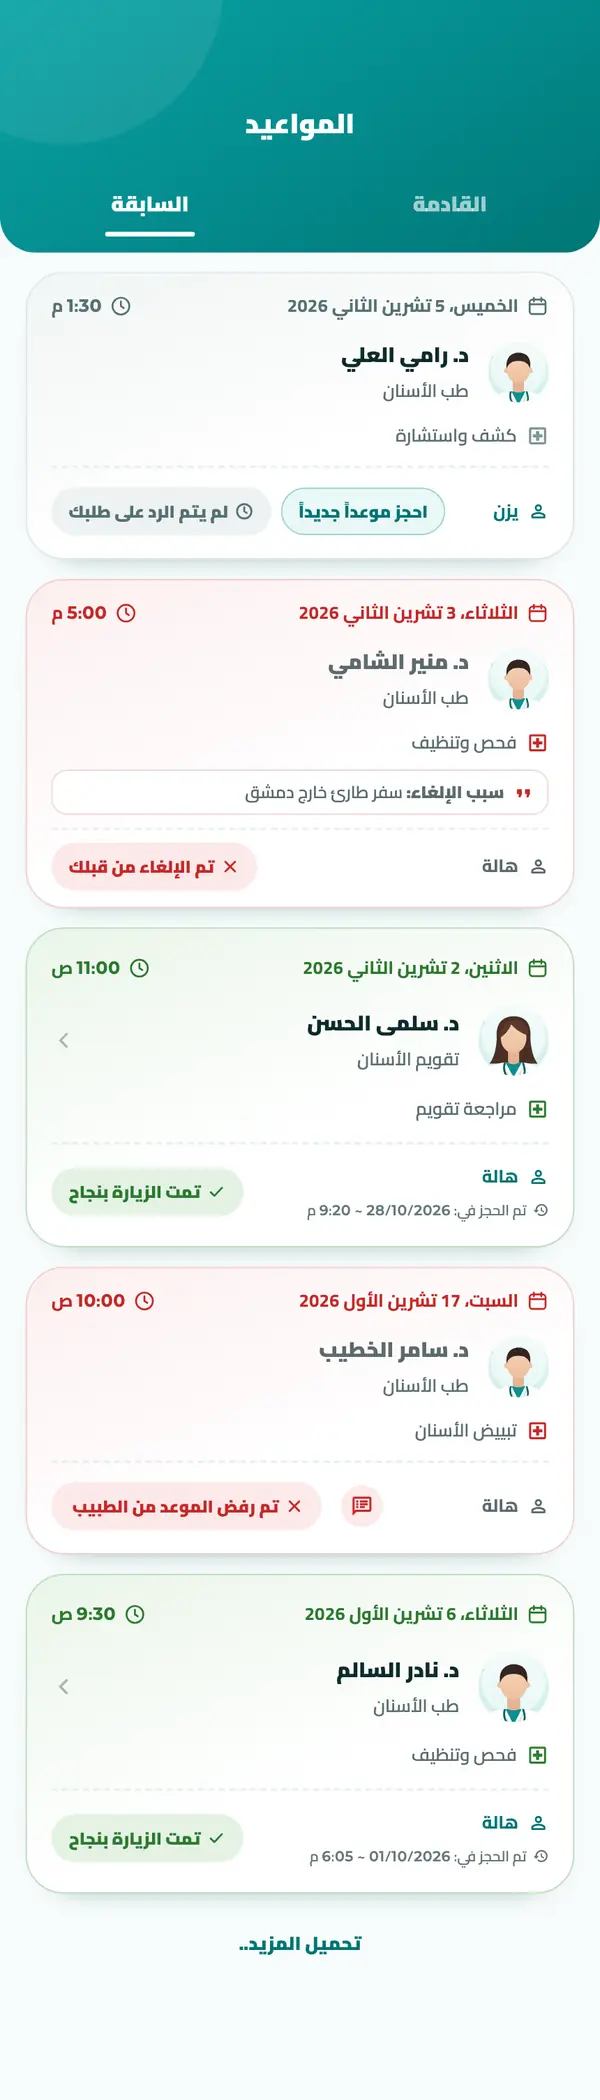 المواعيد
القادمة
السابقة
الخميس، 5 تشرين الثاني 2026
1:30 م
د. رامي العلي
طب الأسنان
كشف واستشارة
يزن
احجز موعداً جديداً
لم يتم الرد على طلبك
الثلاثاء، 3 تشرين الثاني 2026
5:00 م
د. منير الشامي
طب الأسنان
فحص وتنظيف
سبب الإلغاء: سفر طارئ خارج دمشق
هالة
تم الإلغاء من قبلك
الاثنين، 2 تشرين الثاني 2026
11:00 ص
د. سلمى الحسن
تقويم الأسنان
مراجعة تقويم
هالة
تم الحجز في: 28/10/2026 ~ 9:20 م
تمت الزيارة بنجاح
السبت، 17 تشرين الأول 2026
10:00 ص
د. سامر الخطيب
طب الأسنان
تبييض الأسنان
هالة
تم رفض الموعد من الطبيب
الثلاثاء، 6 تشرين الأول 2026
9:30 ص
د. نادر السالم
طب الأسنان
فحص وتنظيف
هالة
تم الحجز في: 01/10/2026 ~ 6:05 م
تمت الزيارة بنجاح
تحميل المزيد..